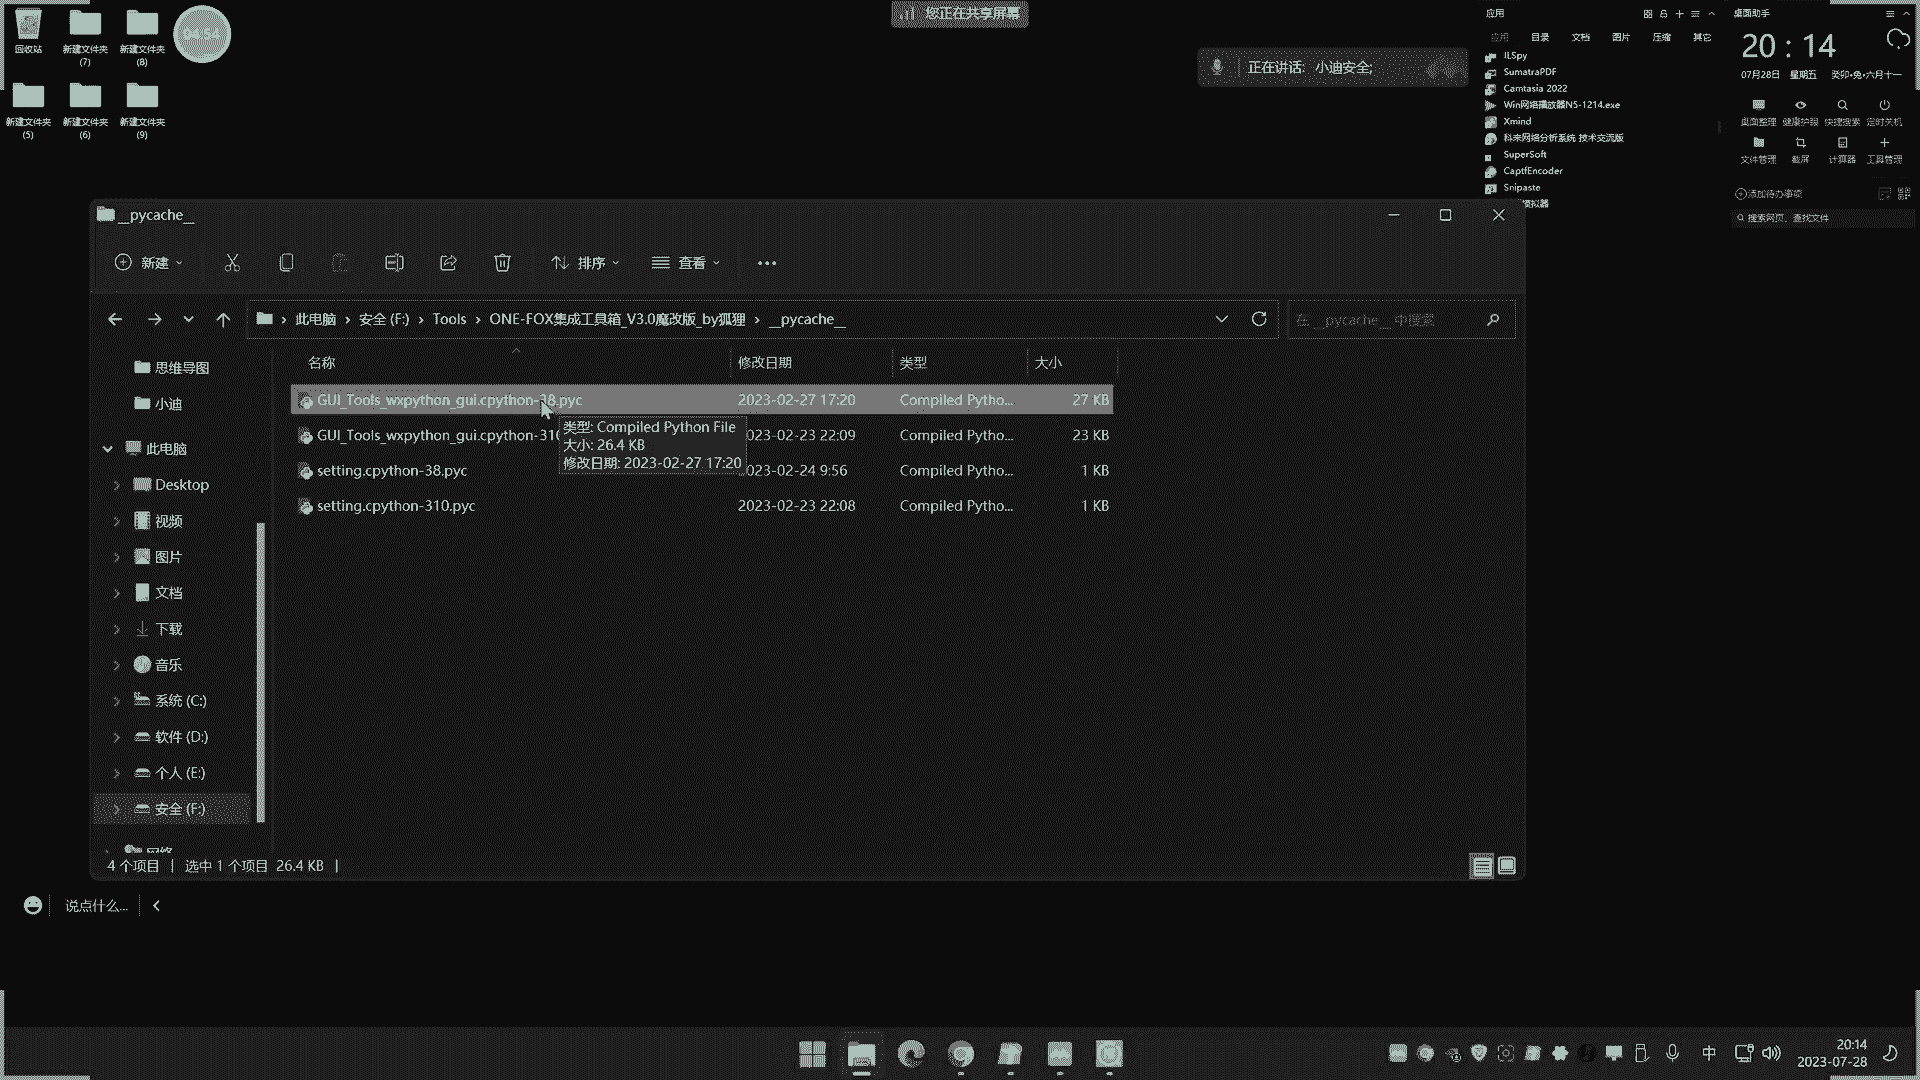 回收站
新建文件夹
(7)
新建文件夹
(8)
04:54
新建文件夹
(5)
新建文件夹
(6)
新建文件夹
(9)
您正在共享屏幕
正在讲话: 小迪安全;
应用
应用 目录 文档 图片 压缩 其它
ILSpy
SumatraPDF
Camtasia 2022
Win网络播放器N5-1214.exe
Xmind
科来网络分析系统 技术交流版
SuperSoft
CaptfEncoder
Snipaste
模拟器
桌面助手
20 : 14
07月28日 星期五 癸卯·兔·六月十一
桌面整理 健康护眼 快捷搜索 定时关机
文件管理 截屏 计算器 工具管理
添加待办事项
搜索网页、查找文件
__pycache__
新建
排序
查看
此电脑 › 安全 (F:) › Tools › ONE-FOX集成工具箱_V3.0魔改版_by狐狸 › __pycache__
在 __pycache__ 中搜索
名称 修改日期 类型 大小
GUI_Tools_wxpython_gui.cpython-38.pyc 2023-02-27 17:20 Compiled Pytho... 27 KB
GUI_Tools_wxpython_gui.cpython-310 2023-02-23 22:09 Compiled Pytho... 23 KB
setting.cpython-38.pyc 2023-02-24 9:56 Compiled Pytho... 1 KB
setting.cpython-310.pyc 2023-02-23 22:08 Compiled Pytho... 1 KB
类型: Compiled Python File
大小: 26.4 KB
修改日期: 2023-02-27 17:20
思维导图
小迪
此电脑
Desktop
视频
图片
文档
下载
音乐
系统 (C:)
软件 (D:)
个人 (E:)
安全 (F:)
网络
4 个项目 | 选中 1 个项目 26.4 KB |
说点什么...
中
20:14
2023-07-28